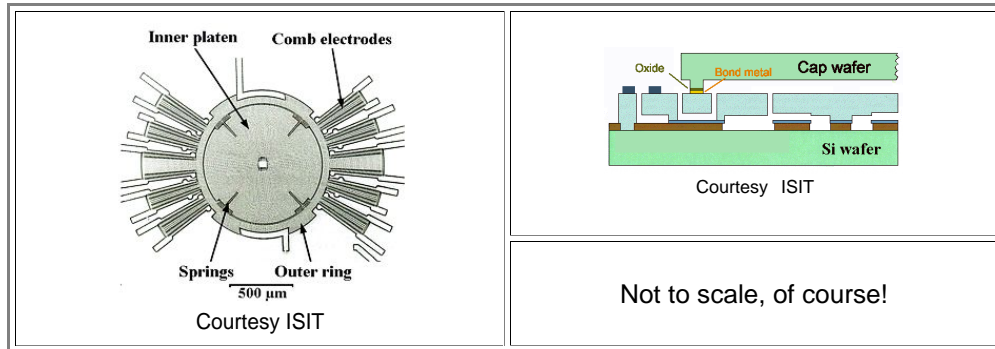 Inner platen
Comb electrodes
Springs
Outer ring
500 µm
Courtesy ISIT
Oxide
Bond metal
Cap wafer
Si wafer
Courtesy ISIT
Not to scale, of course!